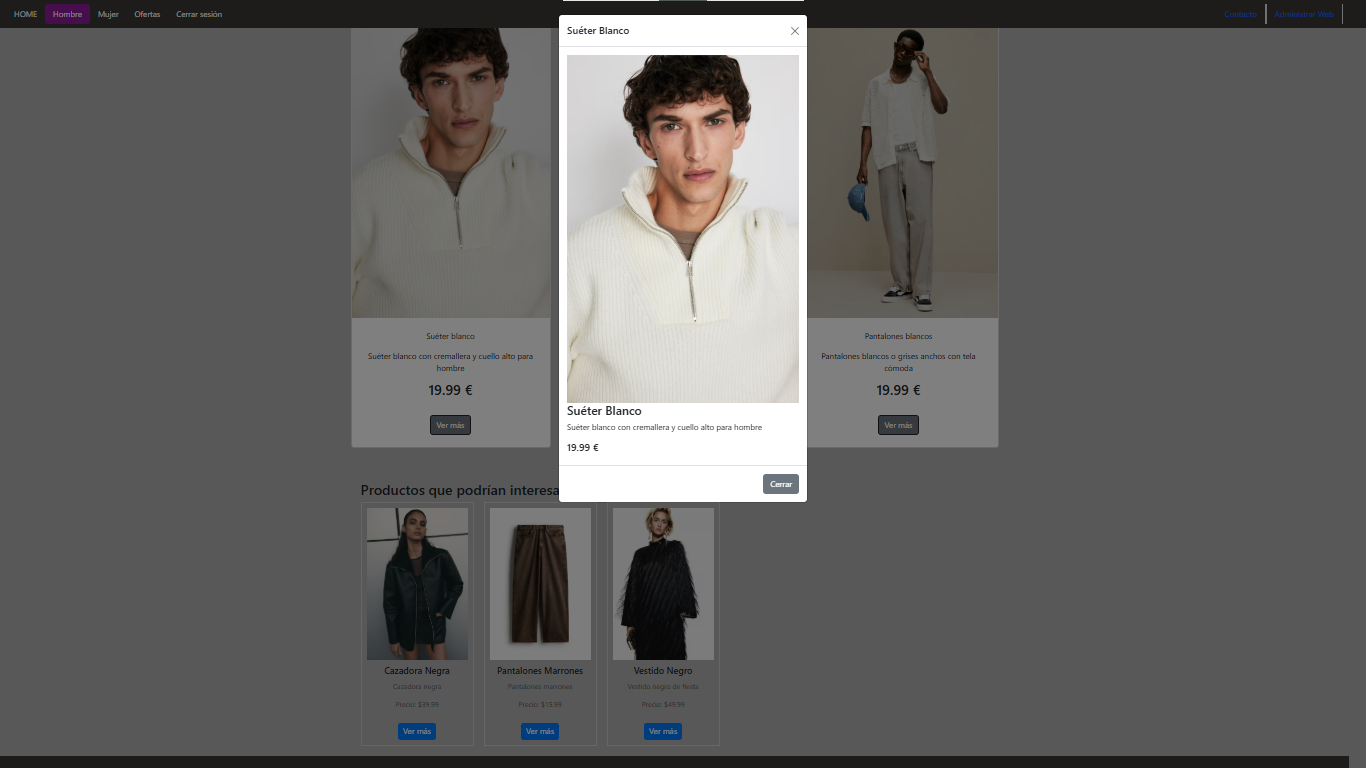 HOME Hombre Mujer Ofertas Cerrar sesión Contacto Administrar Web
Suéter Blanco
Suéter Blanco
Suéter blanco con cremallera y cuello alto para hombre
19.99 €
Cerrar
Suéter blanco
Suéter blanco con cremallera y cuello alto para
hombre
19.99 €
Ver más
Pantalones blancos
Pantalones blancos o grises anchos con tela
cómoda
19.99 €
Ver más
Productos que podrían interesa
Cazadora Negra
Cazadora negra
Precio: $39.99
Ver más
Pantalones Marrones
Pantalones marrones
Precio: $19.99
Ver más
Vestido Negro
Vestido negro de fiesta
Precio: $49.99
Ver más